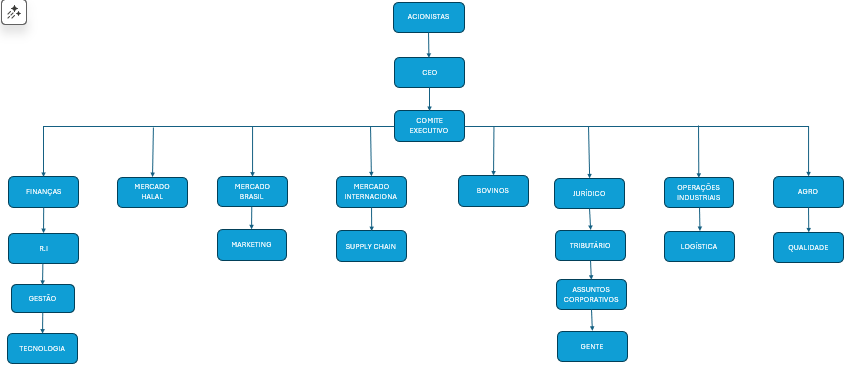 ACIONISTAS
CEO
COMITE
EXECUTIVO
FINANÇAS
MERCADO
HALAL
MERCADO
BRASIL
MERCADO
INTERNACIONA
BOVINOS
JURÍDICO
OPERAÇÕES
INDUSTRIAIS
AGRO
R.I
MARKETING
SUPPLY CHAIN
TRIBUTÁRIO
LOGÍSTICA
QUALIDADE
GESTÃO
ASSUNTOS
CORPORATIVOS
TECNOLOGIA
GENTE